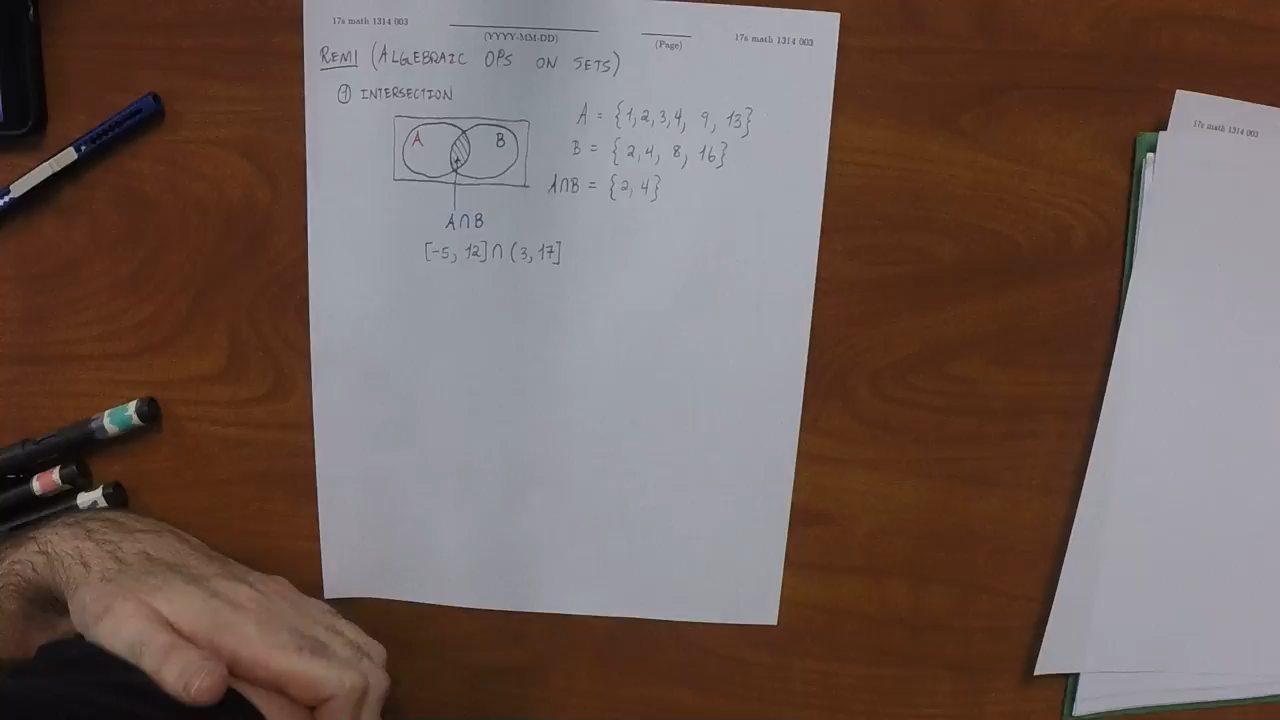 17s math 1314 003
(YYYY-MM-DD)
(Page)
17s math 1314 003
REM1 (ALGEBRAIC OPS ON SETS)
① INTERSECTION
A B
A = {1,2,3,4, 9, 13}
B = {2,4, 8, 16}
A∩B = {2, 4}
A∩B
[-5, 12]∩(3,17]
17s math 1314 003